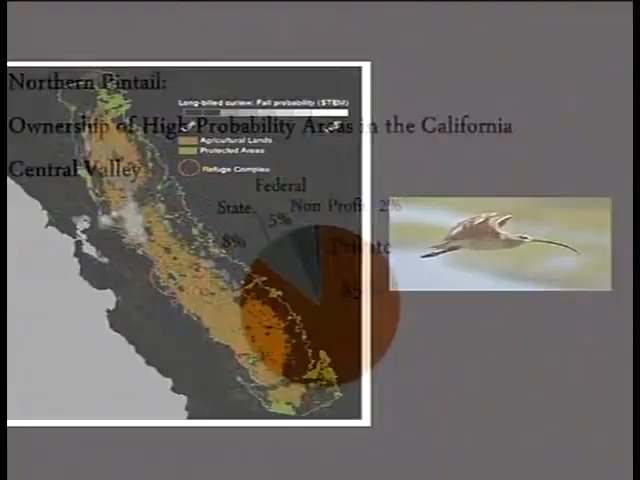 Northern Pintail:
Long-billed curlew: Fall probability (STEM)
Ownership of High Probability Areas in the California
Agricultural Lands
Protected Areas
Central Valley
Refuge Complex
Federal
State
5%
Non Profit 2%
8%
Private